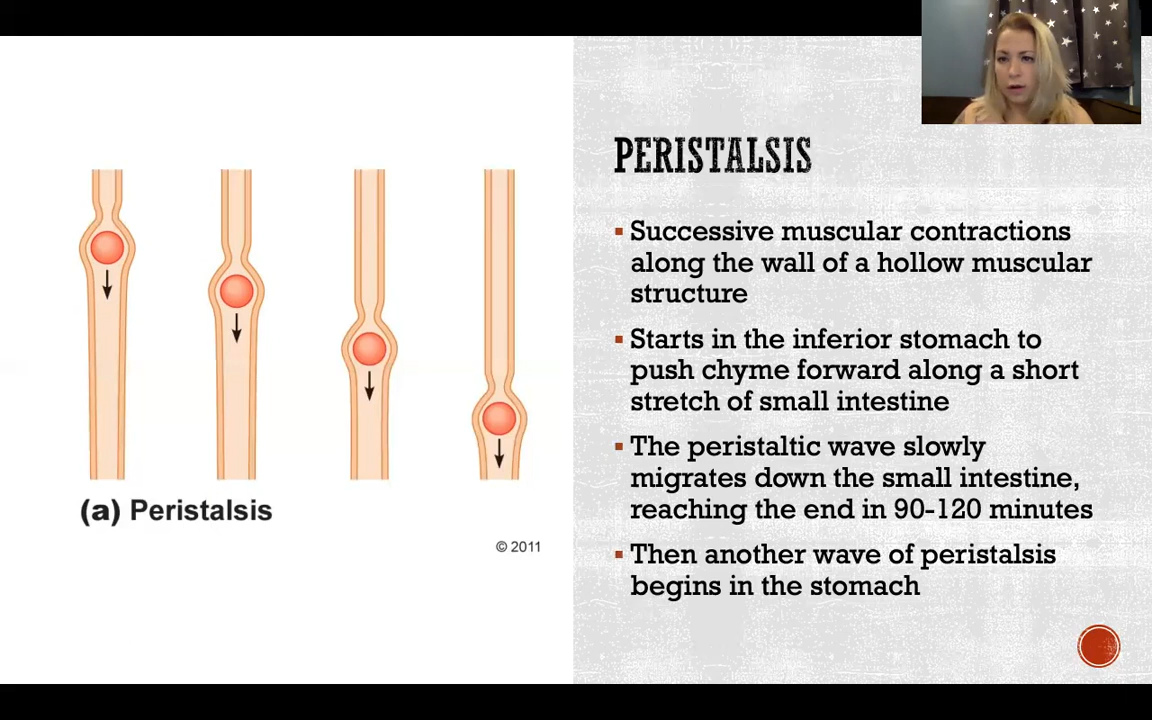 PERISTALSIS
▪ Successive muscular contractions
along the wall of a hollow muscular
structure
▪ Starts in the inferior stomach to
push chyme forward along a short
stretch of small intestine
▪ The peristaltic wave slowly
migrates down the small intestine,
reaching the end in 90-120 minutes
▪ Then another wave of peristalsis
begins in the stomach
(a) Peristalsis
© 2011